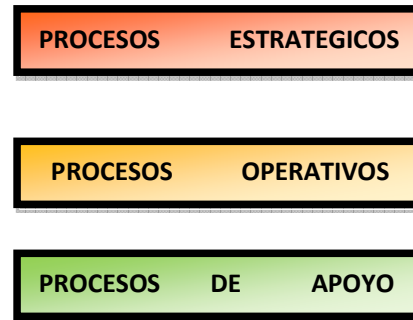 PROCESOS ESTRATEGICOS
PROCESOS OPERATIVOS
PROCESOS DE APOYO